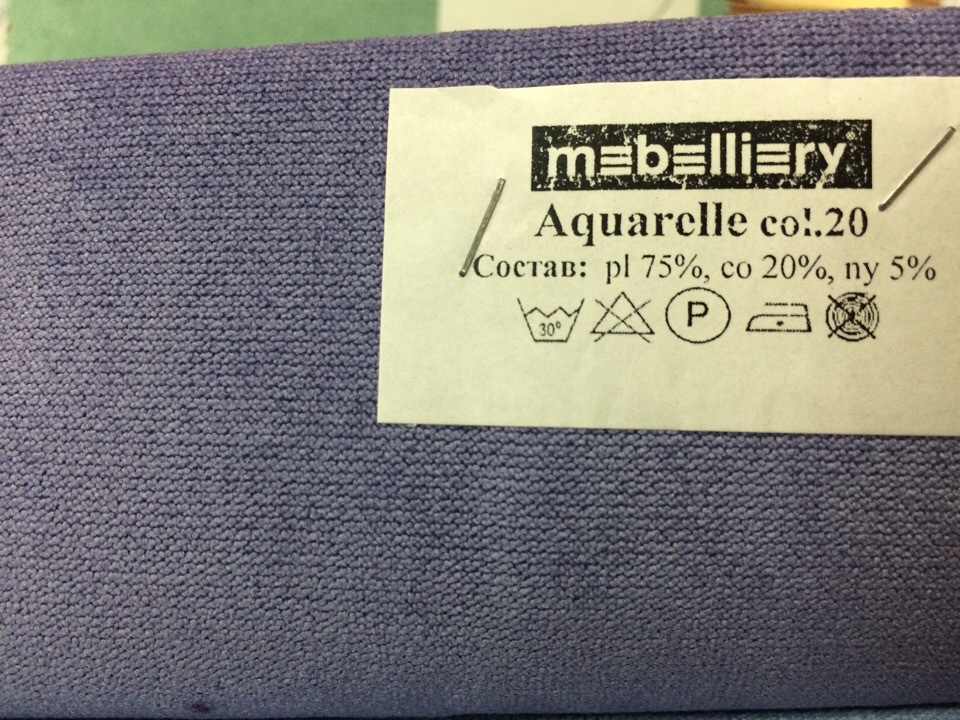 mebelliery
Aquarelle col.20
Состав: pl 75%, co 20%, ny 5%
30° P